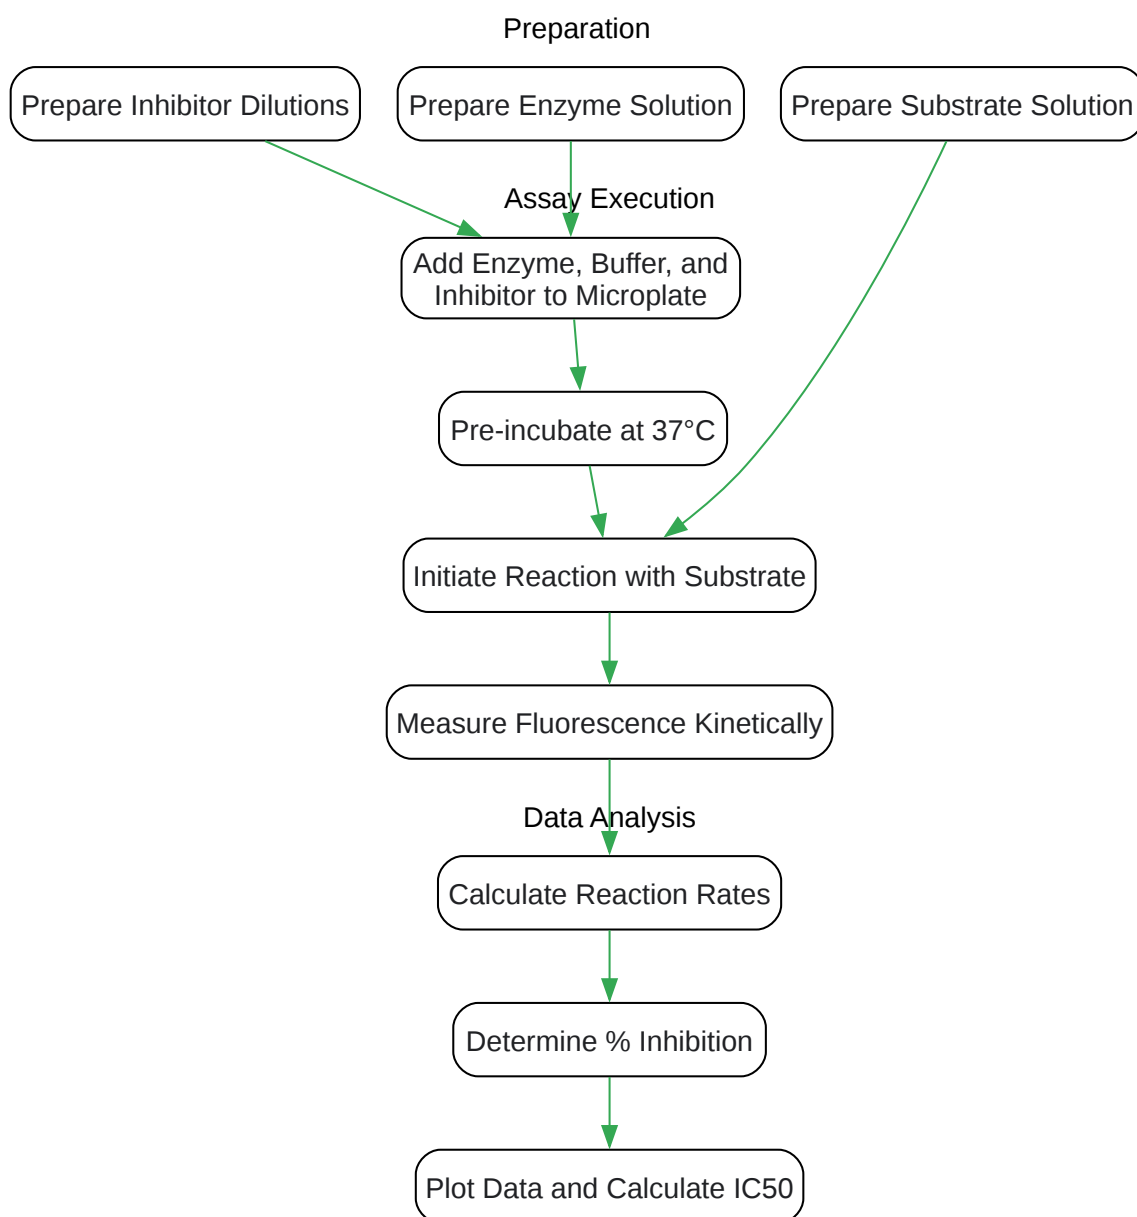 Preparation
Prepare Inhibitor Dilutions
Prepare Enzyme Solution
Prepare Substrate Solution
Assay Execution
Add Enzyme, Buffer, and
Inhibitor to Microplate
Pre-incubate at 37°C
Initiate Reaction with Substrate
Measure Fluorescence Kinetically
Data Analysis
Calculate Reaction Rates
Determine % Inhibition
Plot Data and Calculate IC50